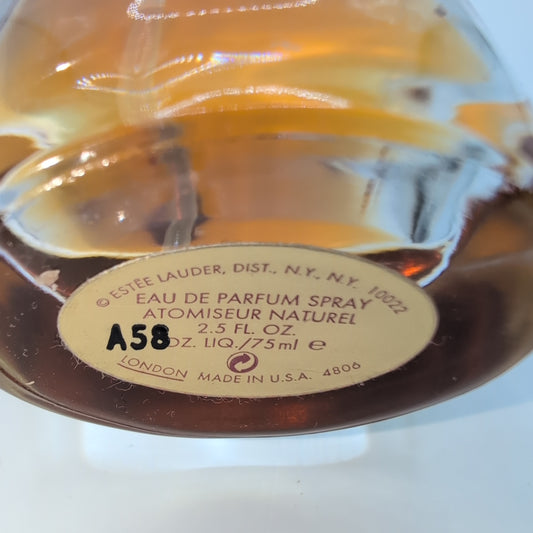 © ESTĒE LAUDER, DIST., N.Y., N.Y. 10022
EAU DE PARFUM SPRAY
ATOMISEUR NATUREL
2.5 FL. OZ.
A58 OZ. LIQ./75ml e
LONDON MADE IN U.S.A. 4806